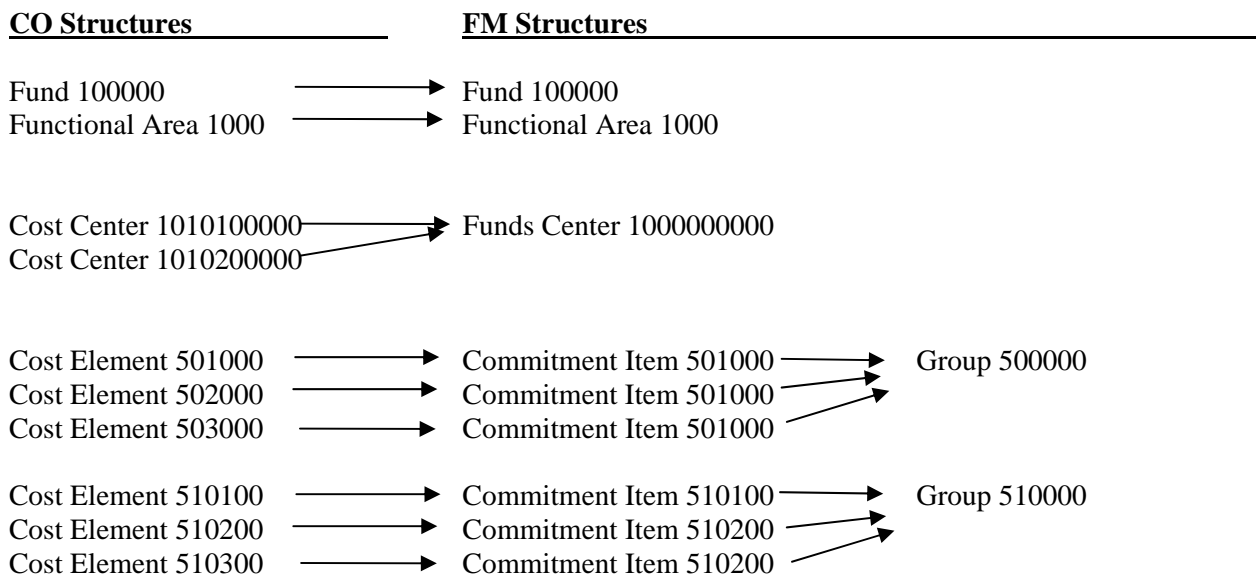 CO Structures FM Structures
Fund 100000 Fund 100000
Functional Area 1000 Functional Area 1000
Cost Center 1010100000 Funds Center 1000000000
Cost Center 1010200000
Cost Element 501000 Commitment Item 501000 Group 500000
Cost Element 502000 Commitment Item 501000
Cost Element 503000 Commitment Item 501000
Cost Element 510100 Commitment Item 510100 Group 510000
Cost Element 510200 Commitment Item 510200
Cost Element 510300 Commitment Item 510200